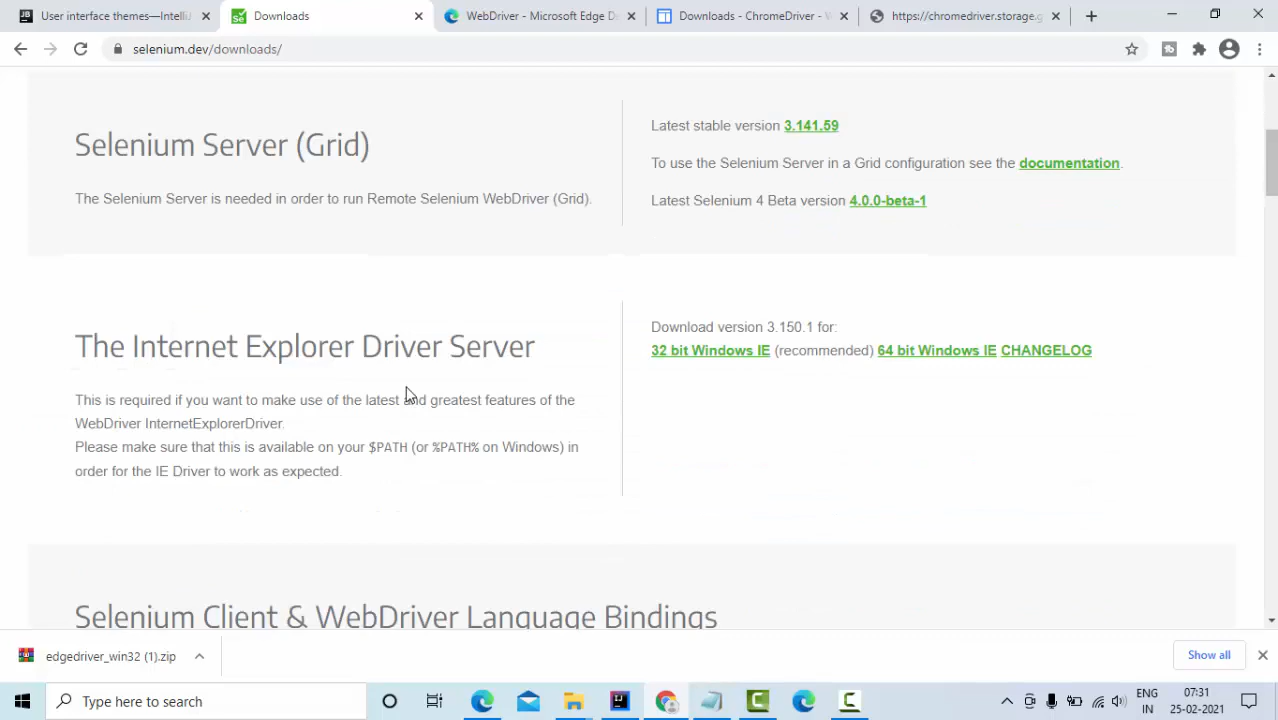 User interface themes—IntelliJ
Downloads
WebDriver - Microsoft Edge De
Downloads - ChromeDriver - W
https://chromedriver.storage.g
selenium.dev/downloads/
Selenium Server (Grid)
The Selenium Server is needed in order to run Remote Selenium WebDriver (Grid).
Latest stable version 3.141.59
To use the Selenium Server in a Grid configuration see the documentation.
Latest Selenium 4 Beta version 4.0.0-beta-1
The Internet Explorer Driver Server
This is required if you want to make use of the latest and greatest features of the
WebDriver InternetExplorerDriver.
Please make sure that this is available on your $PATH (or %PATH% on Windows) in
order for the IE Driver to work as expected.
Download version 3.150.1 for:
32 bit Windows IE (recommended) 64 bit Windows IE CHANGELOG
Selenium Client & WebDriver Language Bindings
edgedriver_win32 (1).zip
Show all
Type here to search
ENG
IN
07:31
25-02-2021